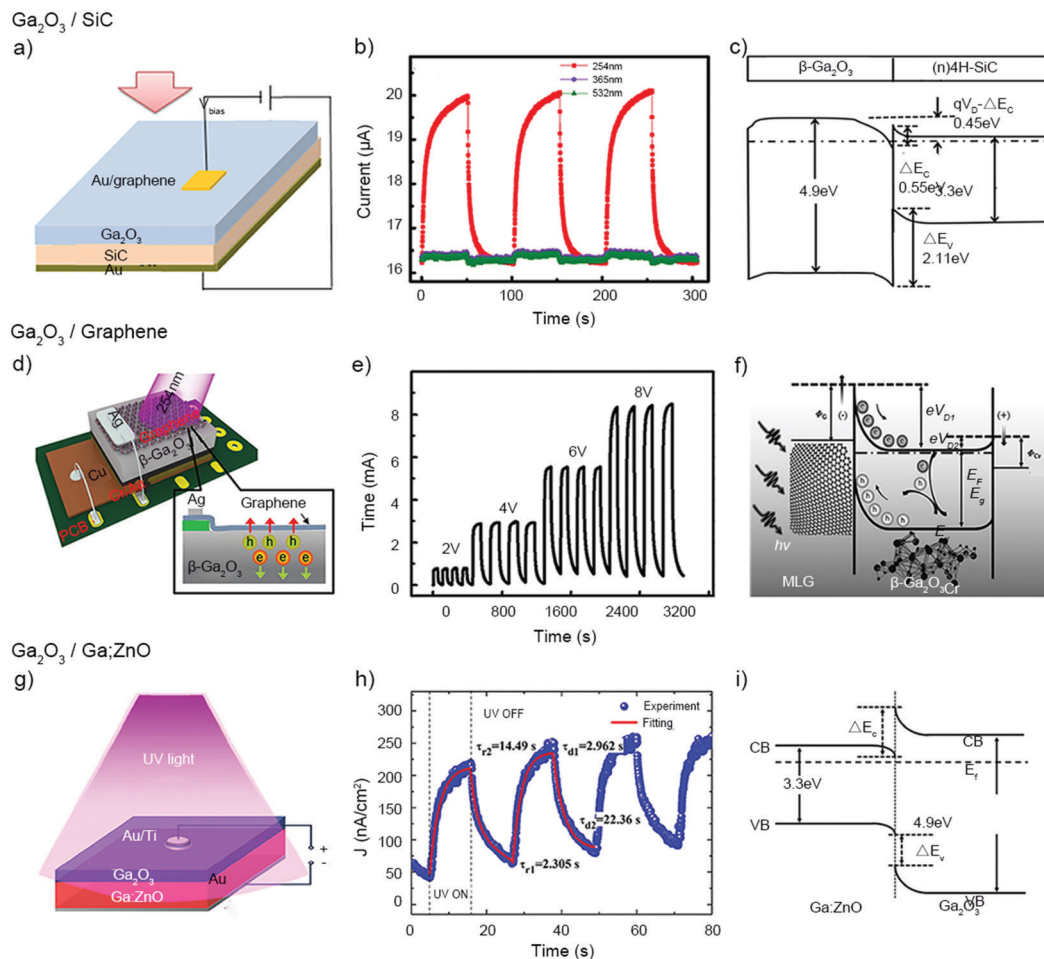 Ga2O3 / SiC
a)
bias
Au/graphene
Ga2O3
SiC
Au
b)
254nm
365nm
532nm
20
19
18
17
16
Current (μA)
0
100
200
300
Time (s)
c)
β-Ga2O3
(n)4H-SiC
qVD-△EC
0.45eV
4.9eV
△EC
0.55eV
3.3eV
△EV
2.11eV
Ga2O3 / Graphene
d)
254nm
Ag
Graphene
β-Ga2O3
Cu
PCB
Ag
Graphene
h h h
e e e
β-Ga2O3
e)
8
6
4
2
0
Time (mA)
2V
4V
6V
8V
0
800
1600
2400
3200
Time (s)
f)
(-)
eVD1
(+)
eVD2
EF
Eg
hν
MLG
β-Ga2O3Cr
Ga2O3 / Ga;ZnO
g)
UV light
Au/Ti
+
-
Ga2O3
Au
Ga:ZnO
h)
300
250
200
150
100
50
0
J (nA/cm2)
UV OFF
Experiment
Fitting
τr2=14.49 s
τd1=2.962 s
τd2=22.36 s
τr1=2.305 s
UV ON
0
20
40
60
80
Time (s)
i)
△Ec
CB
CB
Ef
3.3eV
VB
4.9eV
△Ev
VB
Ga:ZnO
Ga2O3